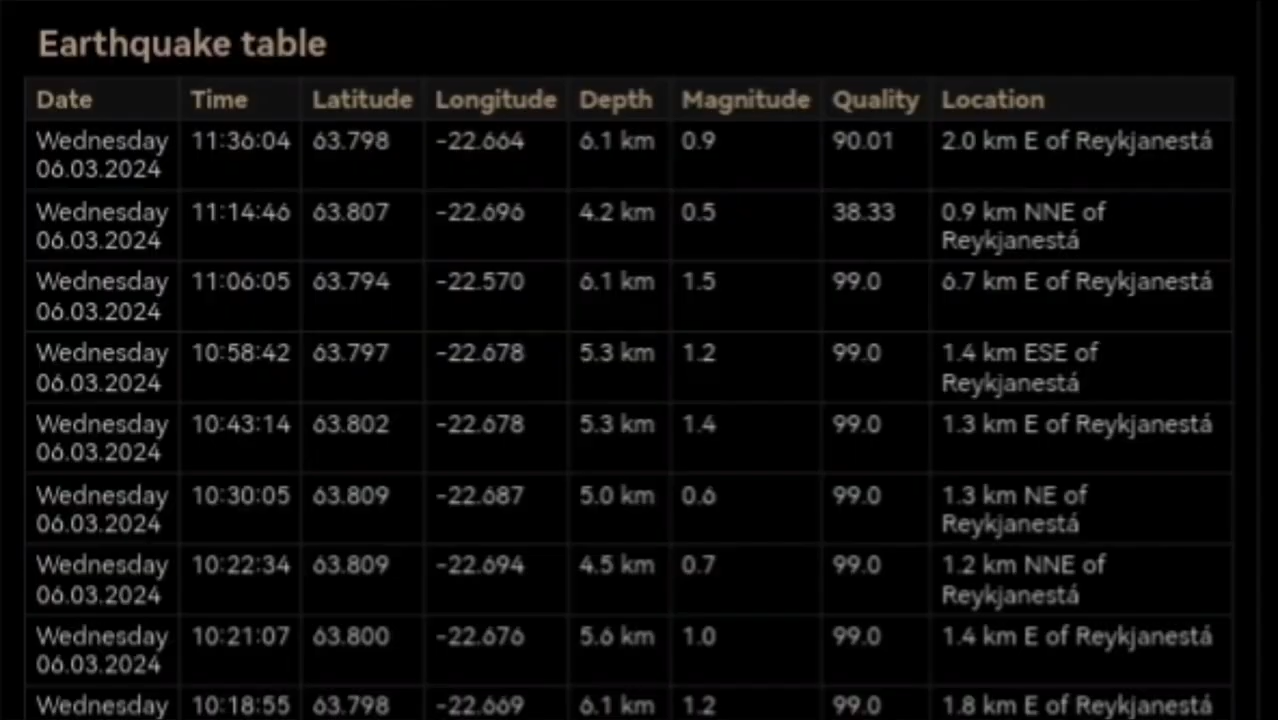 Earthquake table
Date Time Latitude Longitude Depth Magnitude Quality Location
Wednesday 11:36:04 63.798 -22.664 6.1 km 0.9 90.01 2.0 km E of Reykjanestá
06.03.2024
Wednesday 11:14:46 63.807 -22.696 4.2 km 0.5 38.33 0.9 km NNE of
06.03.2024 Reykjanestá
Wednesday 11:06:05 63.794 -22.570 6.1 km 1.5 99.0 6.7 km E of Reykjanestá
06.03.2024
Wednesday 10:58:42 63.797 -22.678 5.3 km 1.2 99.0 1.4 km ESE of
06.03.2024 Reykjanestá
Wednesday 10:43:14 63.802 -22.678 5.3 km 1.4 99.0 1.3 km E of Reykjanestá
06.03.2024
Wednesday 10:30:05 63.809 -22.687 5.0 km 0.6 99.0 1.3 km NE of
06.03.2024 Reykjanestá
Wednesday 10:22:34 63.809 -22.694 4.5 km 0.7 99.0 1.2 km NNE of
06.03.2024 Reykjanestá
Wednesday 10:21:07 63.800 -22.676 5.6 km 1.0 99.0 1.4 km E of Reykjanestá
06.03.2024
Wednesday 10:18:55 63.798 -22.669 6.1 km 1.2 99.0 1.8 km E of Reykjanestá